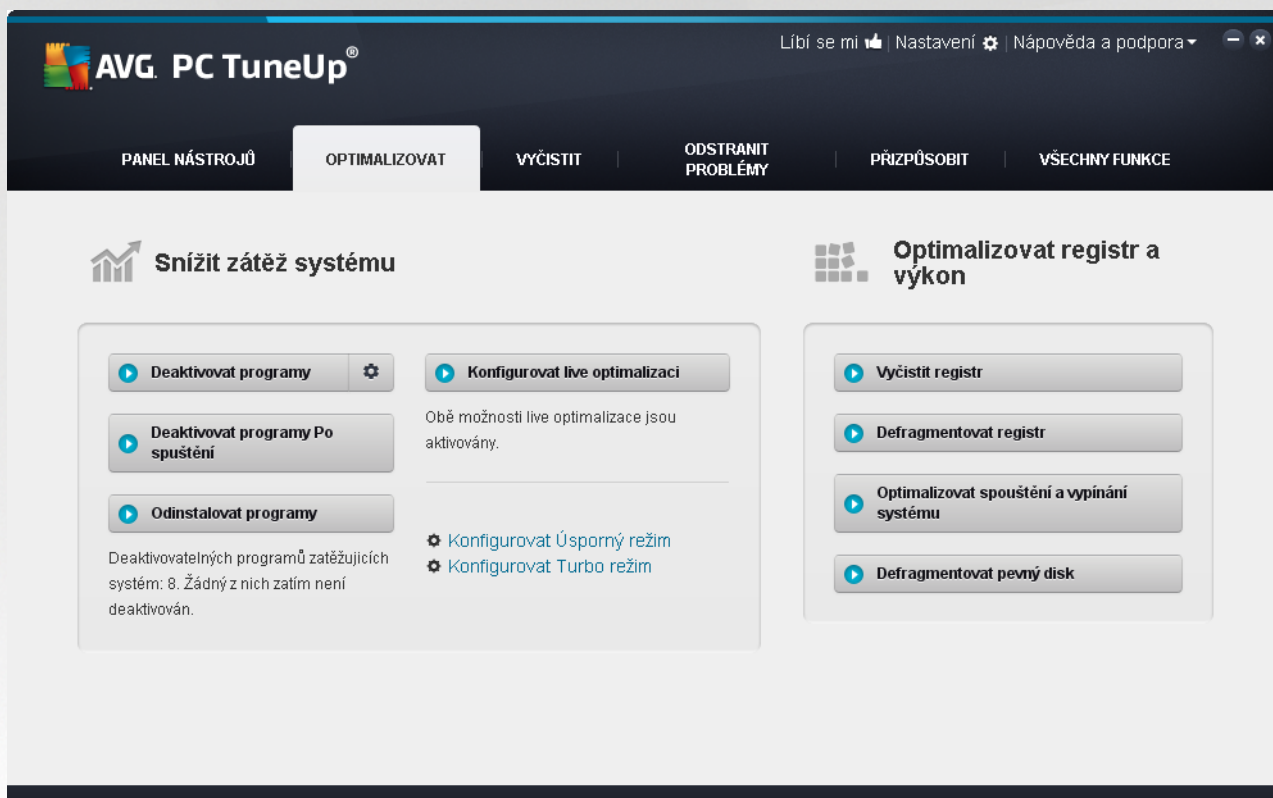 Líbí se mi | Nastavení | Nápověda a podpora
AVG. PC TuneUp®
PANEL NÁSTROJŮ
OPTIMALIZOVAT
VYČISTIT
ODSTRANIT
PROBLÉMY
PŘIZPŮSOBIT
VŠECHNY FUNKCE
Snížit zátěž systému
Deaktivovat programy
Deaktivovat programy Po
spuštění
Odinstalovat programy
Deaktivovatelných programů zatěžujicích
systém: 8. Žádný z nich zatím není
deaktivován.
Konfigurovat live optimalizaci
Obě možnosti live optimalizace jsou
aktivovány.
Konfigurovat Úsporný režim
Konfigurovat Turbo režim
Optimalizovat registr a
výkon
Vyčistit registr
Defragmentovat registr
Optimalizovat spouštění a vypínání
systému
Defragmentovat pevný disk